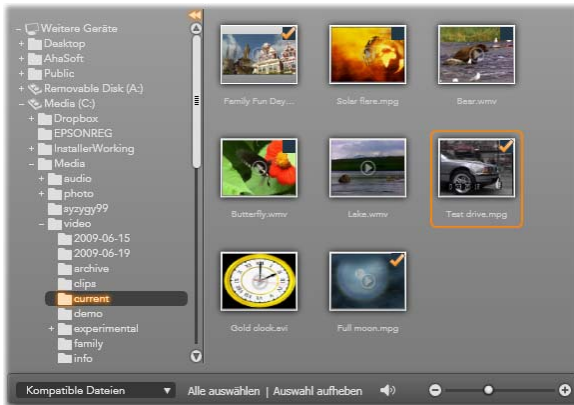 Weitere Geräte
Desktop
AhaSoft
Public
Removable Disk (A:)
Media (C:)
Dropbox
EPSONREG
InstallerWorking
Media
audio
photo
ayzygy99
video
2009-06-15
2009-06-19
archive
clips
current
demo
experimental
family
info
Family Fun Day...
Solar flare.mpg
Bear.wmv
Butterfly.wmv
Lake.wmv
Test drive.mpg
Gold clock.avi
Full moon.mpg
Kompatible Dateien
Alle auswählen | Auswahl aufheben